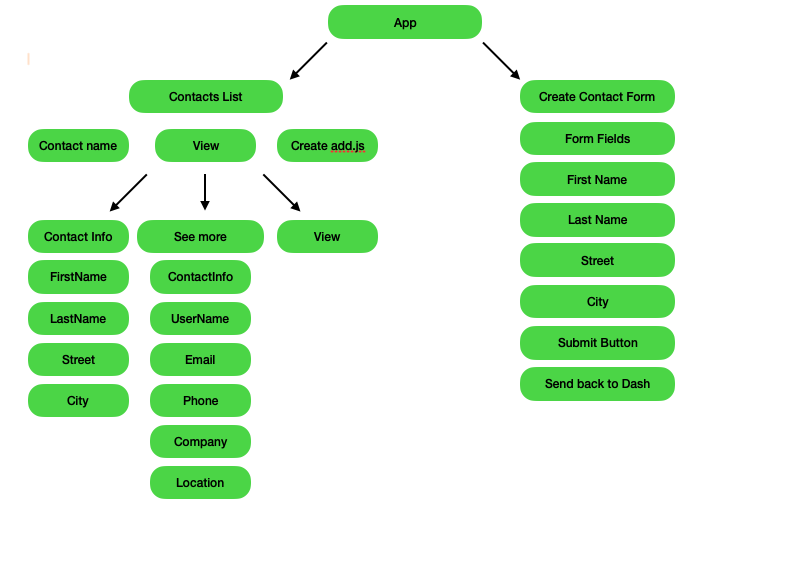 App
Contacts List
Create Contact Form
Contact name
View
Create add.js
Form Fields
First Name
Last Name
Contact Info
See more
View
Street
FirstName
ContactInfo
City
LastName
UserName
Submit Button
Street
Email
Send back to Dash
City
Phone
Company
Location